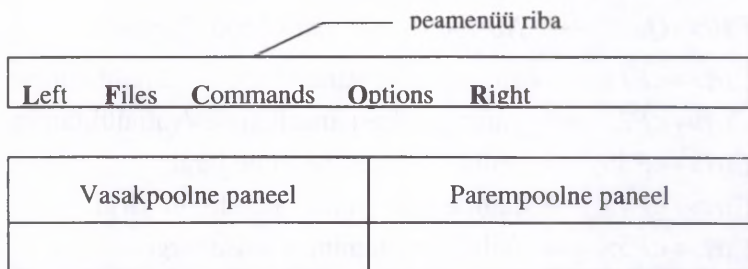 peamenüü riba
Left Files Commands Options Right
Vasakpoolne paneel Parempoolne paneel